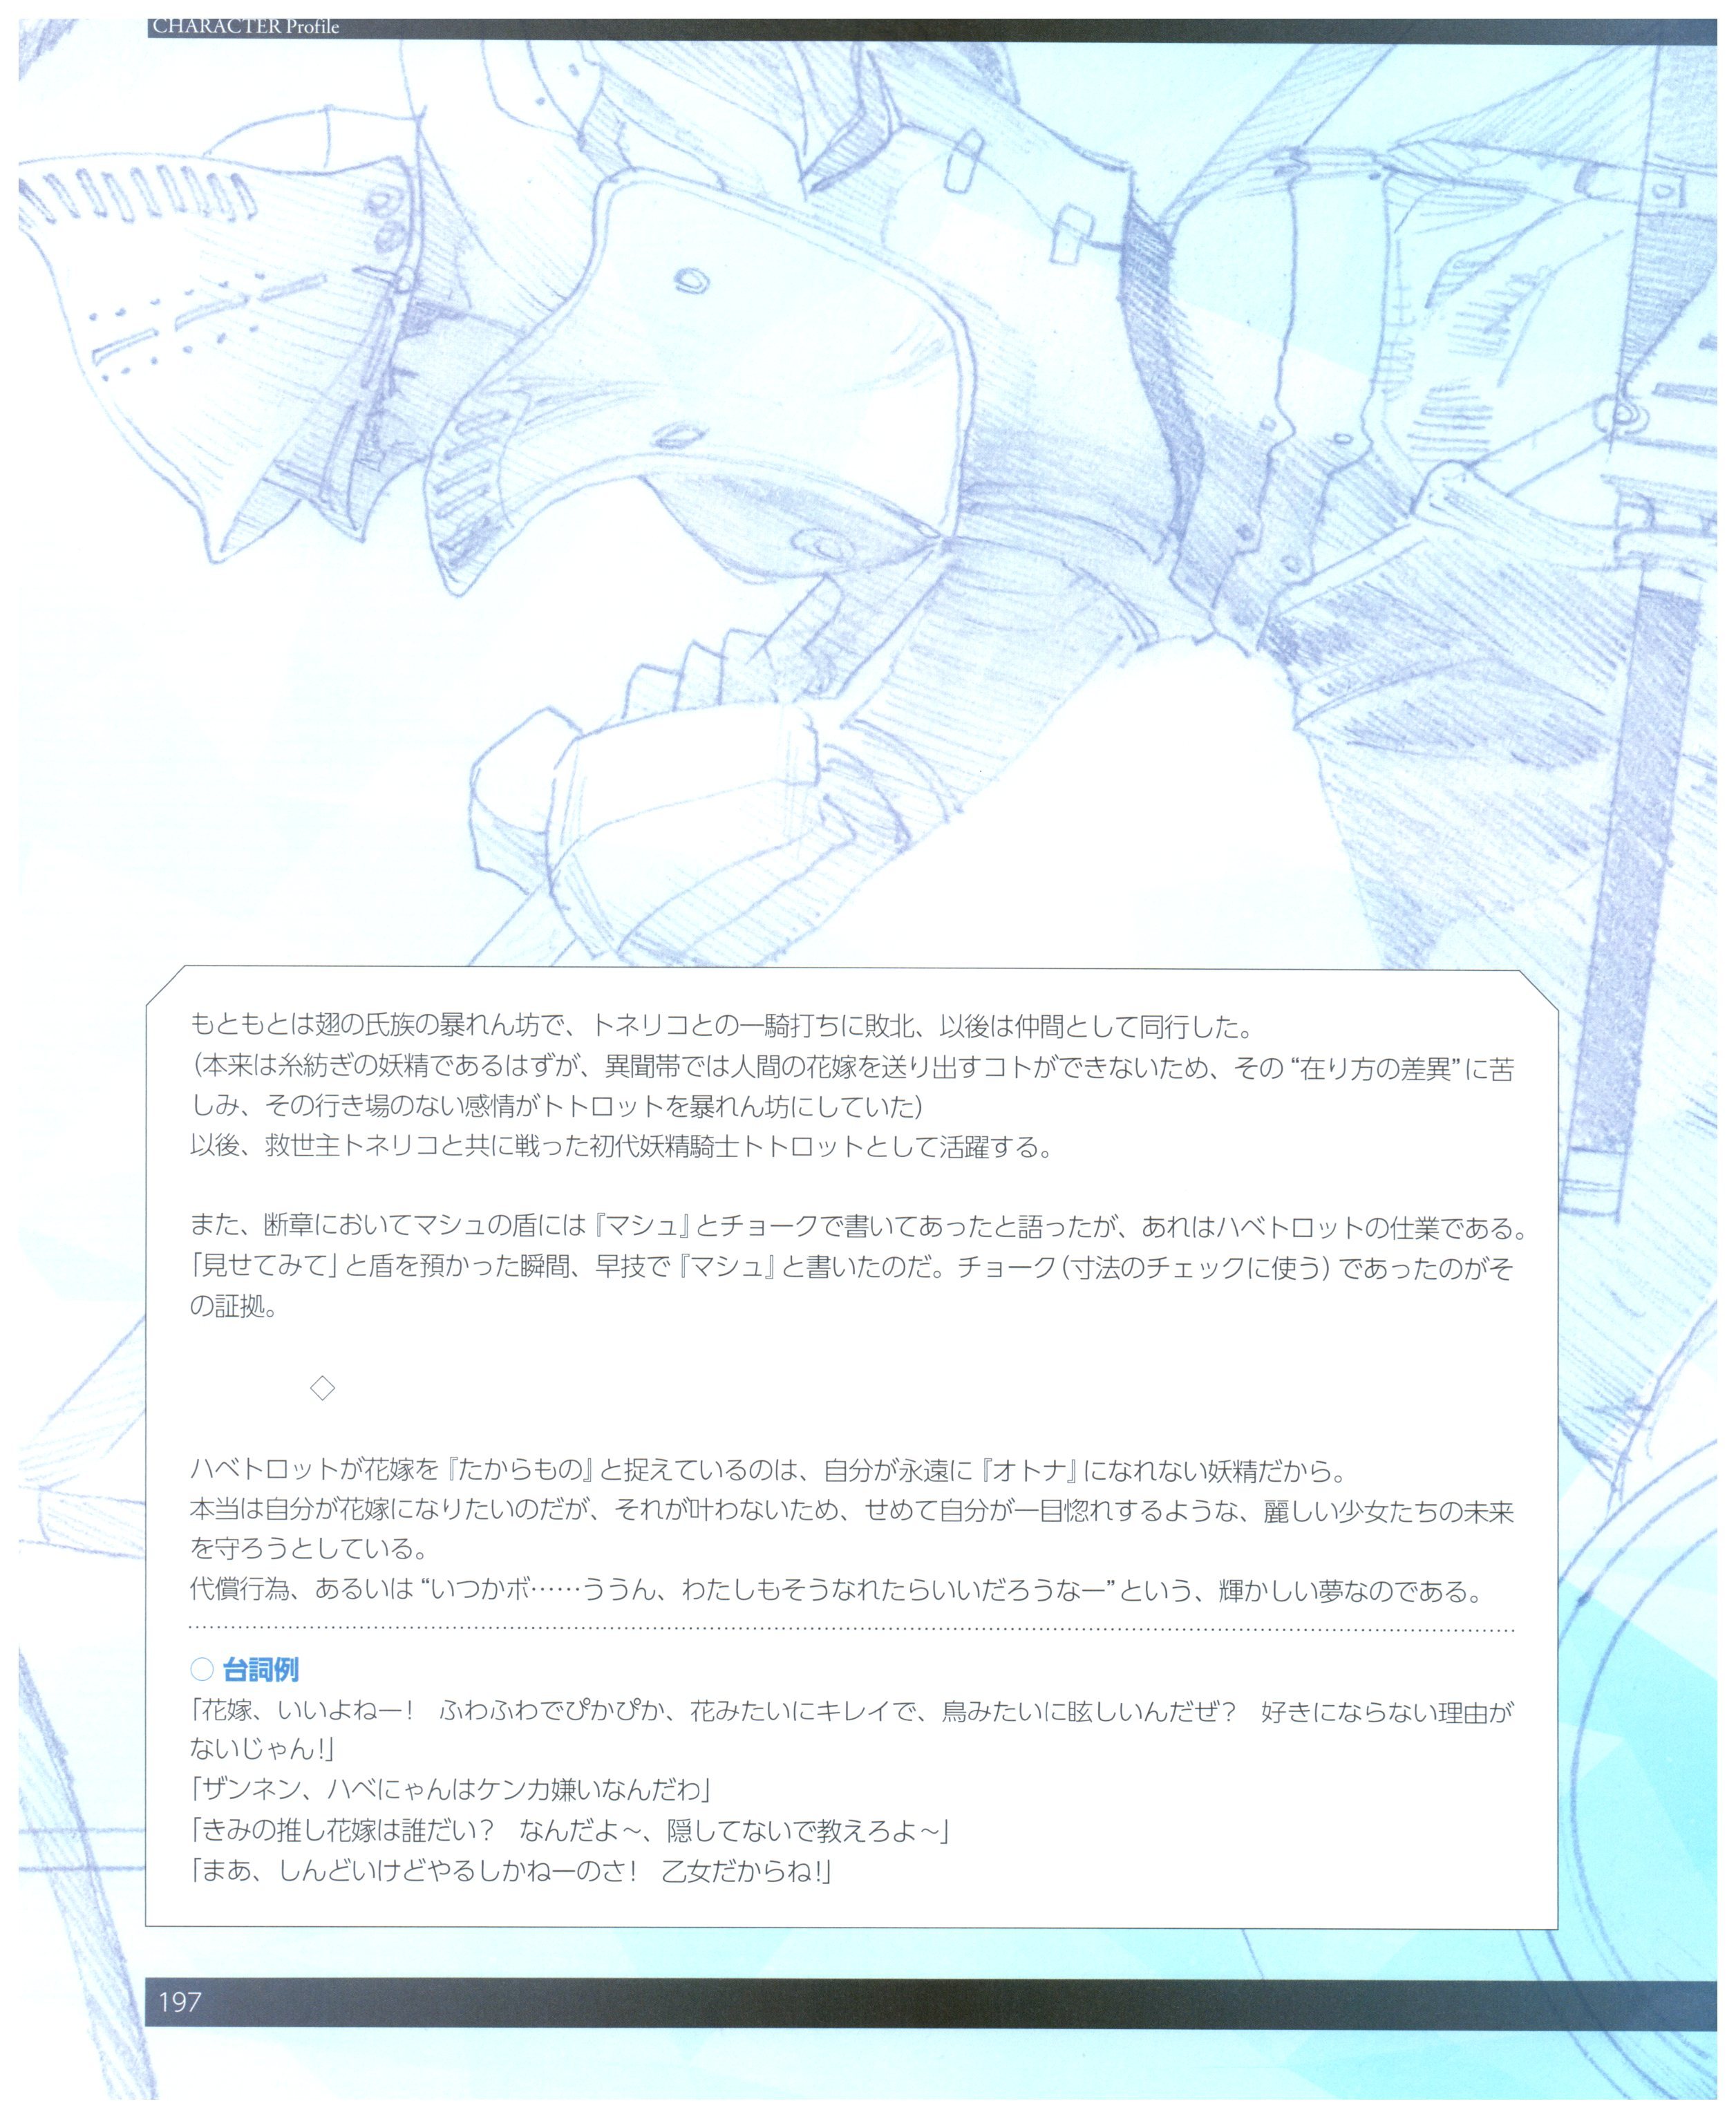 CHARACTER Profile
もともとは翅の氏族の暴れん坊で、トネリコとの一騎打ちに敗北、以後は仲間として同行した。
（本来は糸紡ぎの妖精であるはずが、異聞帯では人間の花嫁を送り出すコトができないため、その“在り方の差異”に苦
しみ、その行き場のない感情がトトロットを暴れん坊にしていた）
以後、救世主トネリコと共に戦った初代妖精騎士トトロットとして活躍する。
また、断章においてマシュの盾には『マシュ』とチョークで書いてあったと語ったが、あれはハベトロットの仕業である。
「見せてみて」と盾を預かった瞬間、早技で『マシュ』と書いたのだ。チョーク（寸法のチェックに使う）であったのがそ
の証拠。
◇
ハベトロットが花嫁を『たからもの』と捉えているのは、自分が永遠に『オトナ』になれない妖精だから。
本当は自分が花嫁になりたいのだが、それが叶わないため、せめて自分が一目惚れするような、麗しい少女たちの未来
を守ろうとしている。
代償行為、あるいは“いつかボ……ううん、わたしもそうなれたらいいだろうなー”という、輝かしい夢なのである。
○ 台詞例
「花嫁、いいよねー！　ふわふわでぴかぴか、花みたいにキレイで、鳥みたいに眩しいんだぜ？　好きにならない理由が
ないじゃん！」
「ザンネン、ハベにゃんはケンカ嫌いなんだわ」
「きみの推し花嫁は誰だい？　なんだよ～、隠してないで教えろよ～」
「まあ、しんどいけどやるしかねーのさ！　乙女だからね！」
197